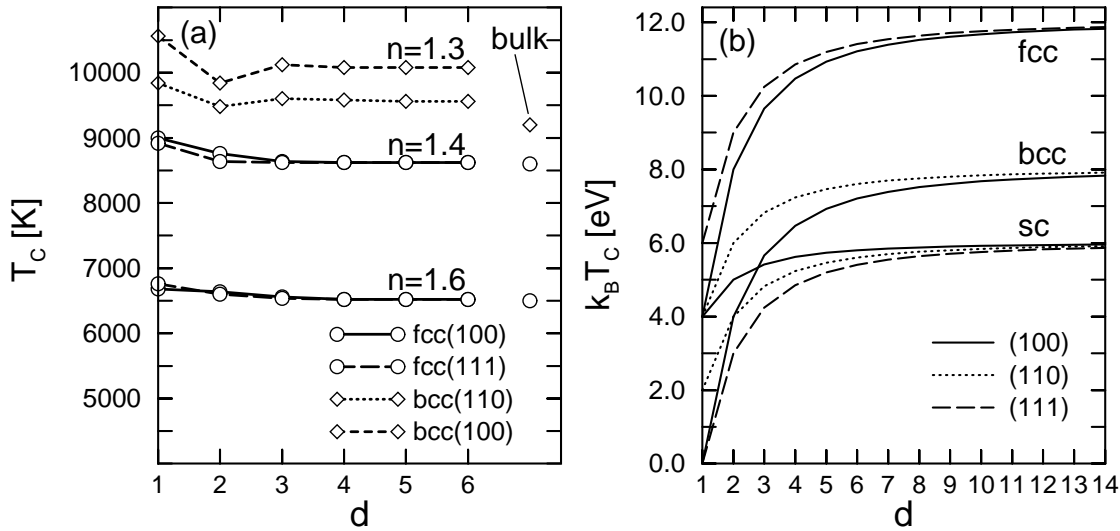 (a)
bulk
n=1.3
n=1.4
n=1.6
10000
9000
8000
7000
6000
5000
T_C [K]
fcc(100)
fcc(111)
bcc(110)
bcc(100)
1 2 3 4 5 6
d
(b)
fcc
bcc
sc
12.0
10.0
8.0
6.0
4.0
2.0
0.0
k_B T_C [eV]
(100)
(110)
(111)
1 2 3 4 5 6 7 8 9 10 11 12 13 14
d